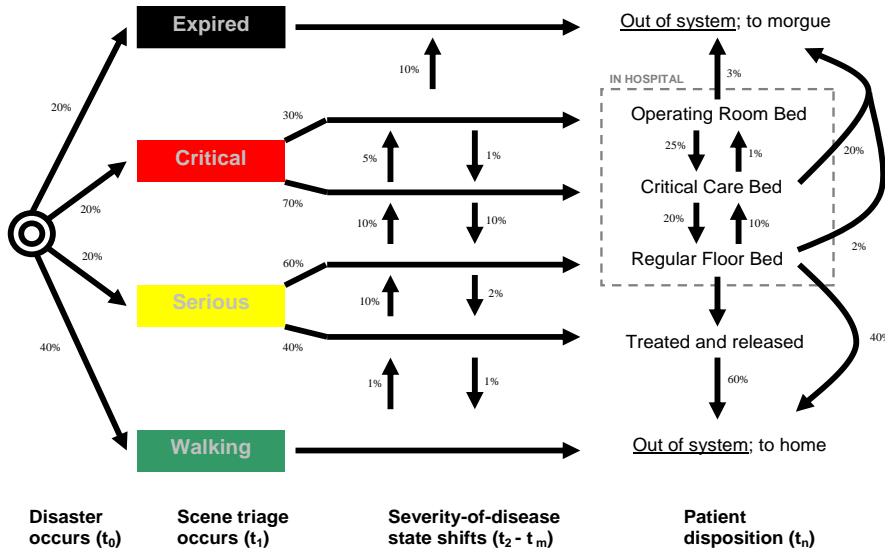 Expired
Out of system; to morgue
10%
3%
IN HOSPITAL
20%
30%
Operating Room Bed
Critical
5%
1%
25%
1%
20%
20%
70%
Critical Care Bed
10%
10%
20%
10%
20%
60%
Regular Floor Bed
2%
Serious
10%
2%
40%
40%
Treated and released
40%
1%
1%
60%
Walking
Out of system; to home
Disaster
occurs (t0)
Scene triage
occurs (t1)
Severity-of-disease
state shifts (t2 - tm)
Patient
disposition (tn)